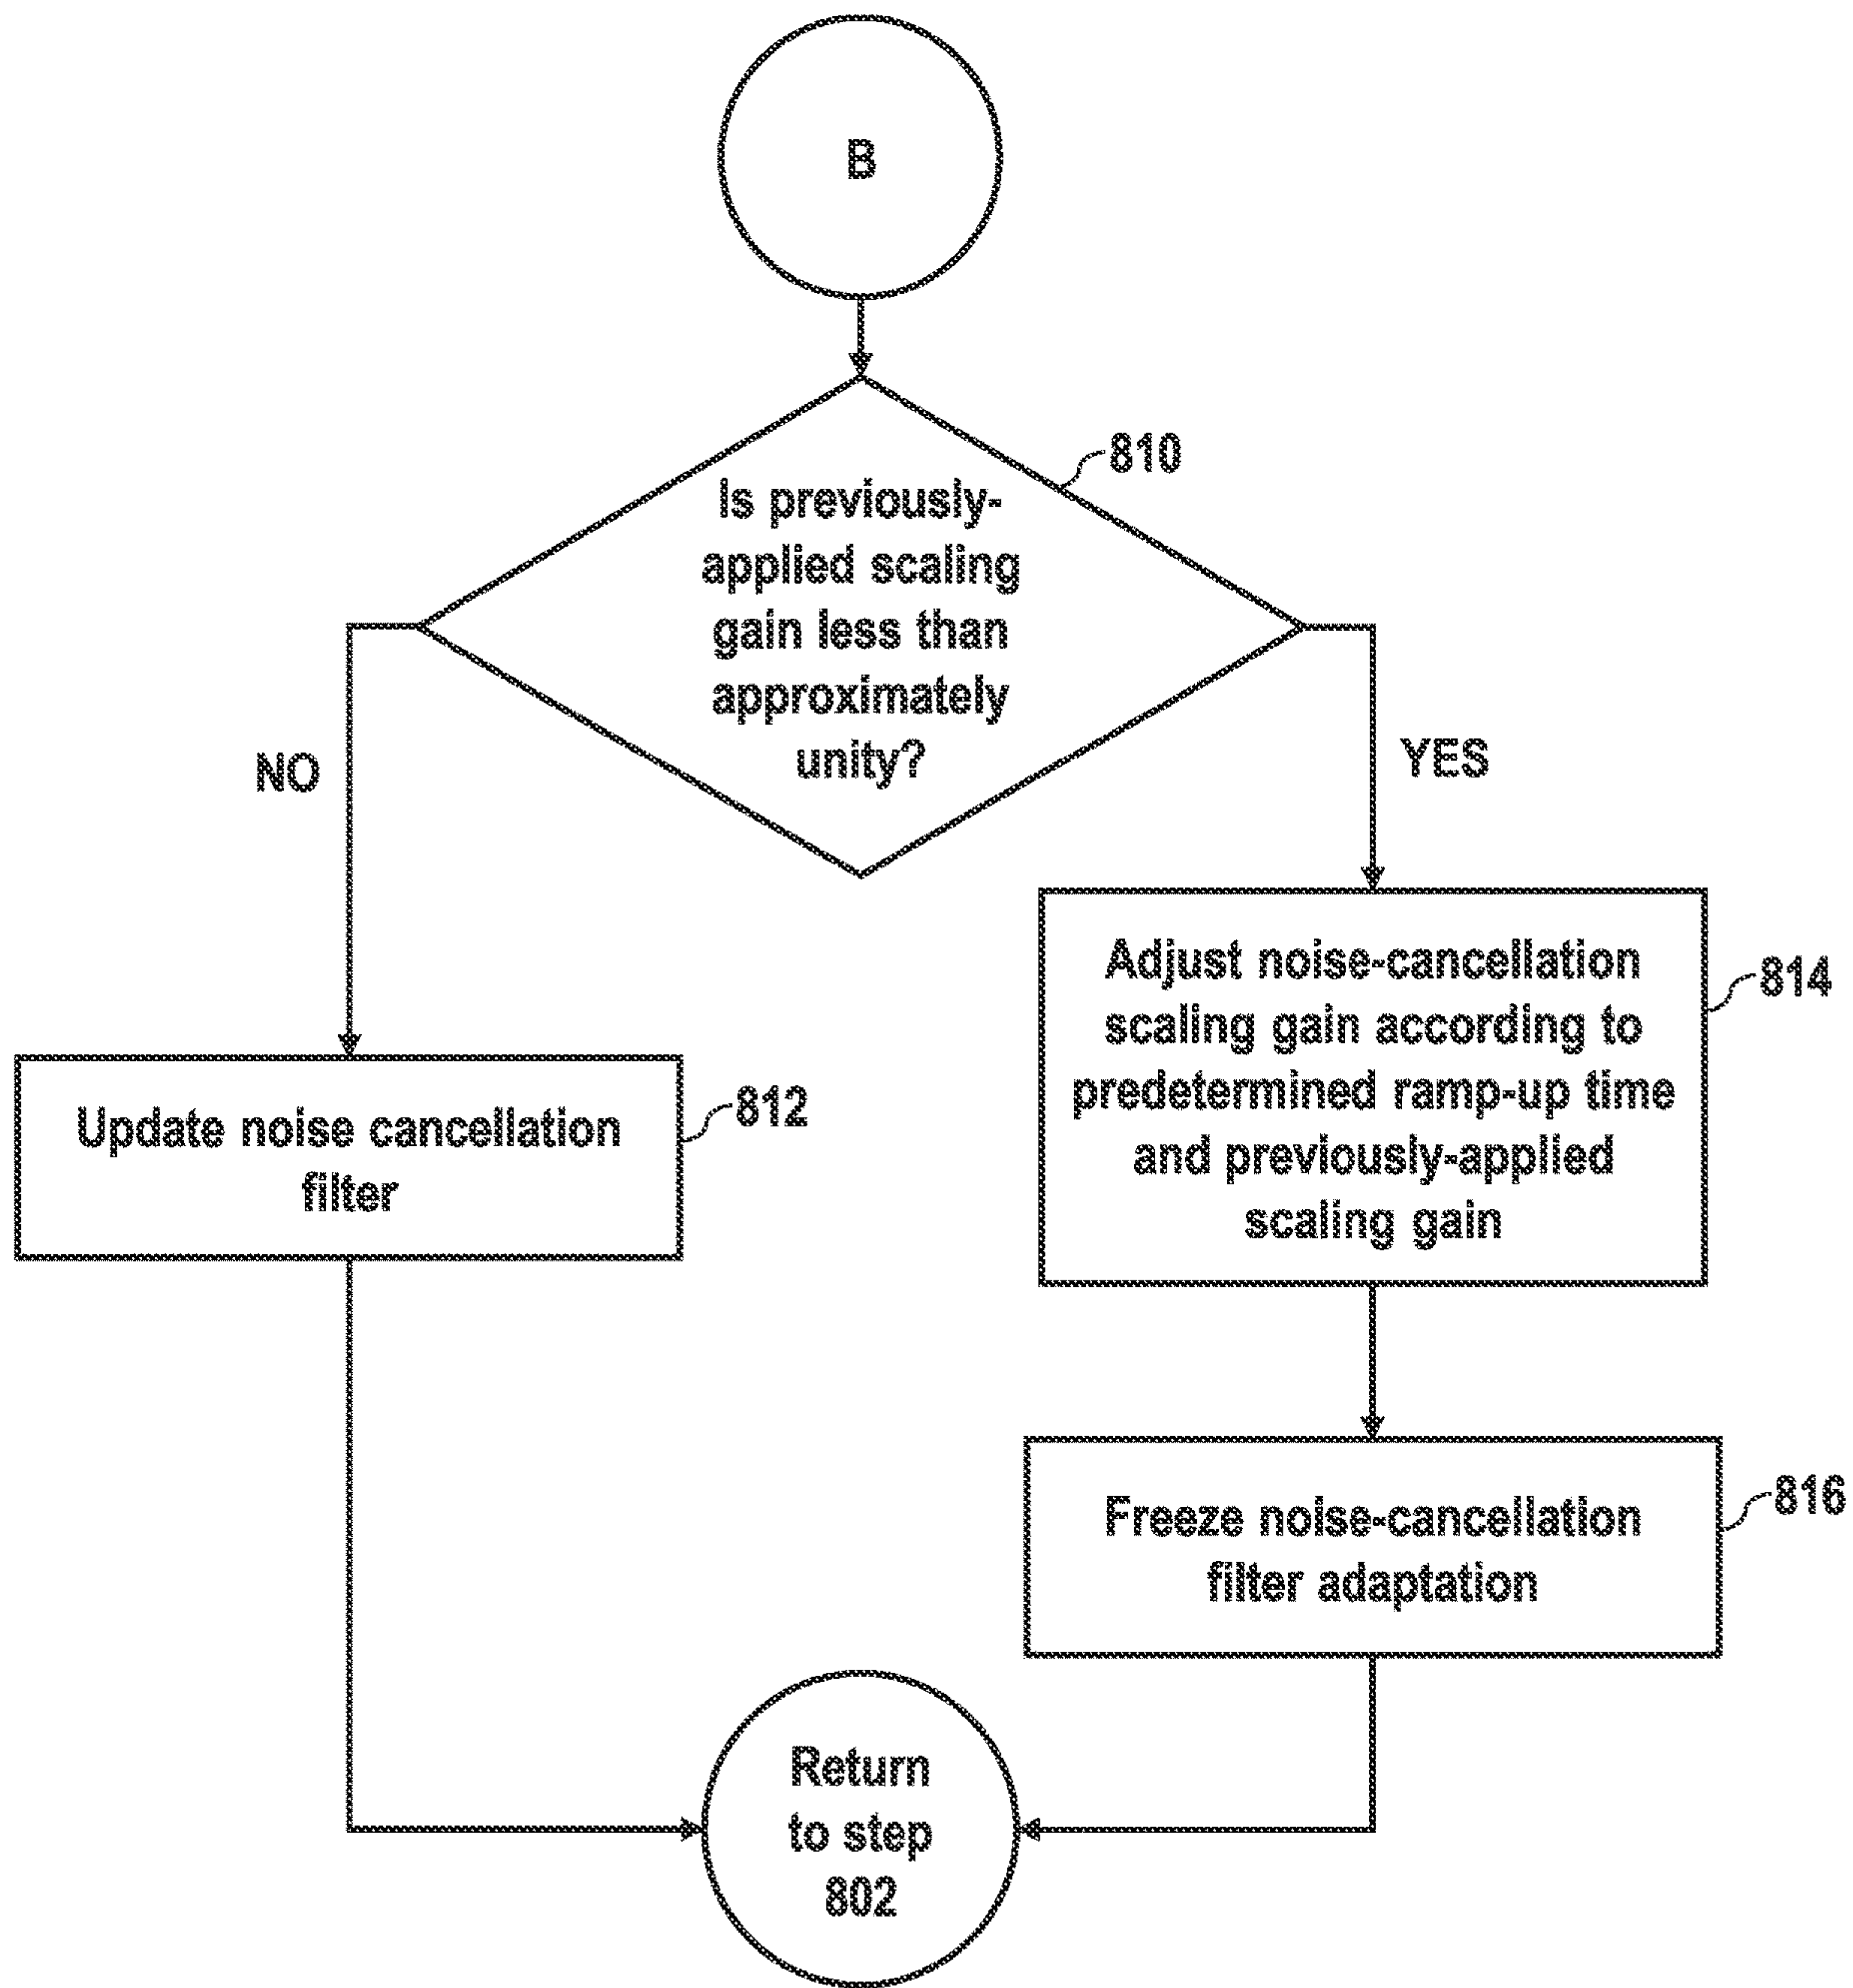 B
810
Is previously-
applied scaling
gain less than
approximately
unity?
NO
YES
Adjust noise-cancellation
scaling gain according to
predetermined ramp-up time
and previously-applied
scaling gain
814
Update noise cancellation
filter
812
Freeze noise-cancellation
filter adaptation
816
Return
to step
802